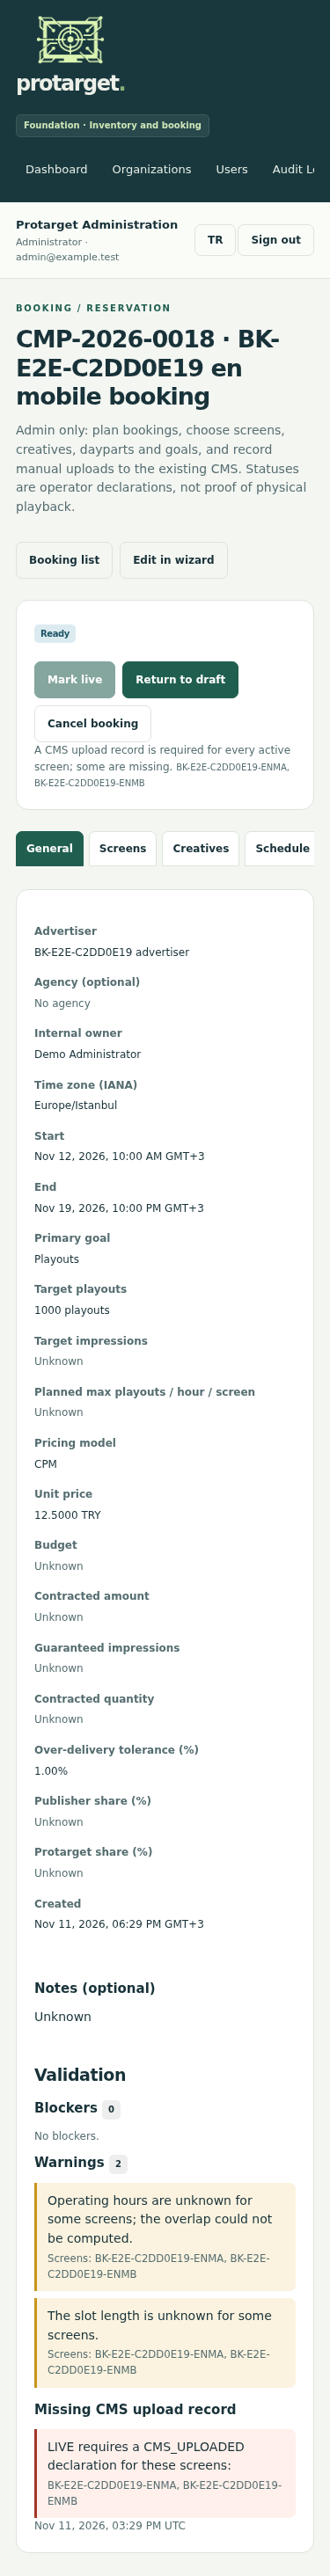 protarget.
Foundation · Inventory and booking
Dashboard Organizations Users Audit Lo
Protarget Administration
Administrator ·
admin@example.test
TR Sign out
BOOKING / RESERVATION
CMP-2026-0018 · BK-
E2E-C2DD0E19 en
mobile booking
Admin only: plan bookings, choose screens,
creatives, dayparts and goals, and record
manual uploads to the existing CMS. Statuses
are operator declarations, not proof of physical
playback.
Booking list Edit in wizard
Ready
Mark live Return to draft
Cancel booking
A CMS upload record is required for every active
screen; some are missing. BK-E2E-C2DD0E19-ENMA,
BK-E2E-C2DD0E19-ENMB
General Screens Creatives Schedule
Advertiser
BK-E2E-C2DD0E19 advertiser
Agency (optional)
No agency
Internal owner
Demo Administrator
Time zone (IANA)
Europe/Istanbul
Start
Nov 12, 2026, 10:00 AM GMT+3
End
Nov 19, 2026, 10:00 PM GMT+3
Primary goal
Playouts
Target playouts
1000 playouts
Target impressions
Unknown
Planned max playouts / hour / screen
Unknown
Pricing model
CPM
Unit price
12.5000 TRY
Budget
Unknown
Contracted amount
Unknown
Guaranteed impressions
Unknown
Contracted quantity
Unknown
Over-delivery tolerance (%)
1.00%
Publisher share (%)
Unknown
Protarget share (%)
Unknown
Created
Nov 11, 2026, 06:29 PM GMT+3
Notes (optional)
Unknown
Validation
Blockers 0
No blockers.
Warnings 2
Operating hours are unknown for
some screens; the overlap could not
be computed.
Screens: BK-E2E-C2DD0E19-ENMA, BK-E2E-
C2DD0E19-ENMB
The slot length is unknown for some
screens.
Screens: BK-E2E-C2DD0E19-ENMA, BK-E2E-
C2DD0E19-ENMB
Missing CMS upload record
LIVE requires a CMS_UPLOADED
declaration for these screens:
BK-E2E-C2DD0E19-ENMA, BK-E2E-C2DD0E19-
ENMB
Nov 11, 2026, 03:29 PM UTC